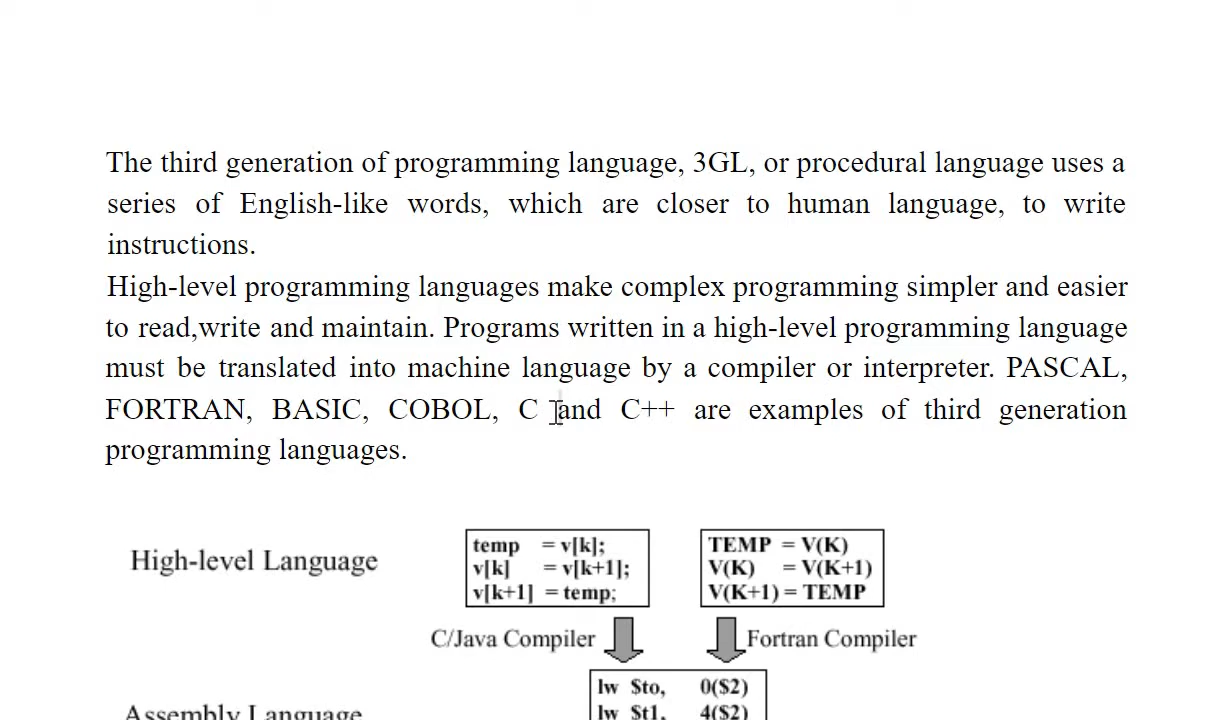 The third generation of programming language, 3GL, or procedural language uses a
series of English-like words, which are closer to human language, to write
instructions.
High-level programming languages make complex programming simpler and easier
to read,write and maintain. Programs written in a high-level programming language
must be translated into machine language by a compiler or interpreter. PASCAL,
FORTRAN, BASIC, COBOL, C and C++ are examples of third generation
programming languages.
High-level Language
temp = v[k];
v[k] = v[k+1];
v[k+1] = temp;
TEMP = V(K)
V(K) = V(K+1)
V(K+1) = TEMP
C/Java Compiler
Fortran Compiler
lw $to, 0($2)
lw $t1, 4($2)
Assembly Language